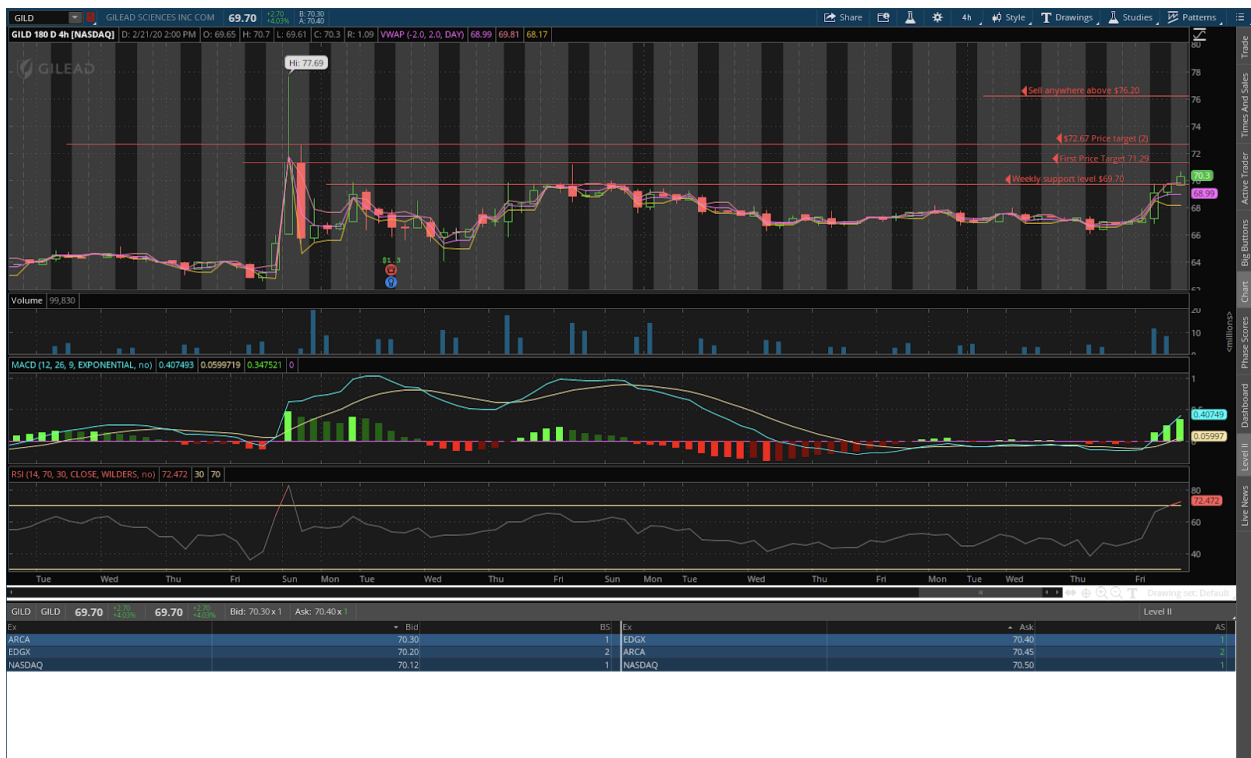 GILD GILEAD SCIENCES INC COM 69.70 +2.70 +4.03% B: 70.30 A: 70.40 Share 4h Style Drawings Studies Patterns
GILD 180 D 4h [NASDAQ] D: 2/21/20 2:00 PM O: 69.65 H: 70.7 L: 69.61 C: 70.3 R: 1.09 VWAP (-2.0, 2.0, DAY) 68.99 69.81 68.17
GILEAD
Hi: 77.69
Sell anywhere above $76.20
$72.67 Price target (2)
First Price Target 71.29
Weekly support level $69.70
80
78
76
74
72
70
68
66
64
62
70.3
68.99
$1..3
Volume 99,830
20
10
0
<millions>
MACD (12, 26, 9, EXPONENTIAL, no) 0.407493 0.0599719 0.347521 0
1
0.40749
0.05997
RSI (14, 70, 30, CLOSE, WILDERS, no) 72.472 30 70
80
72.472
60
40
Tue Wed Thu Fri Sun Mon Tue Wed Thu Fri Sun Mon Tue Wed Thu Fri Mon Tue Wed Thu Fri
Drawing set: Default
GILD GILD 69.70 +2.70 +4.03% 69.70 +2.70 +4.03% Bid: 70.30 x 1 Ask: 70.40 x 1 Level II
Ex Bid BS Ex Ask AS
ARCA 70.30 1 EDGX 70.40 1
EDGX 70.20 2 ARCA 70.45 2
NASDAQ 70.12 1 NASDAQ 70.50 1
Trade
Times And Sales
Active Trader
Big Buttons
Chart
Phase Scores
Dashboard
Level II
Live News